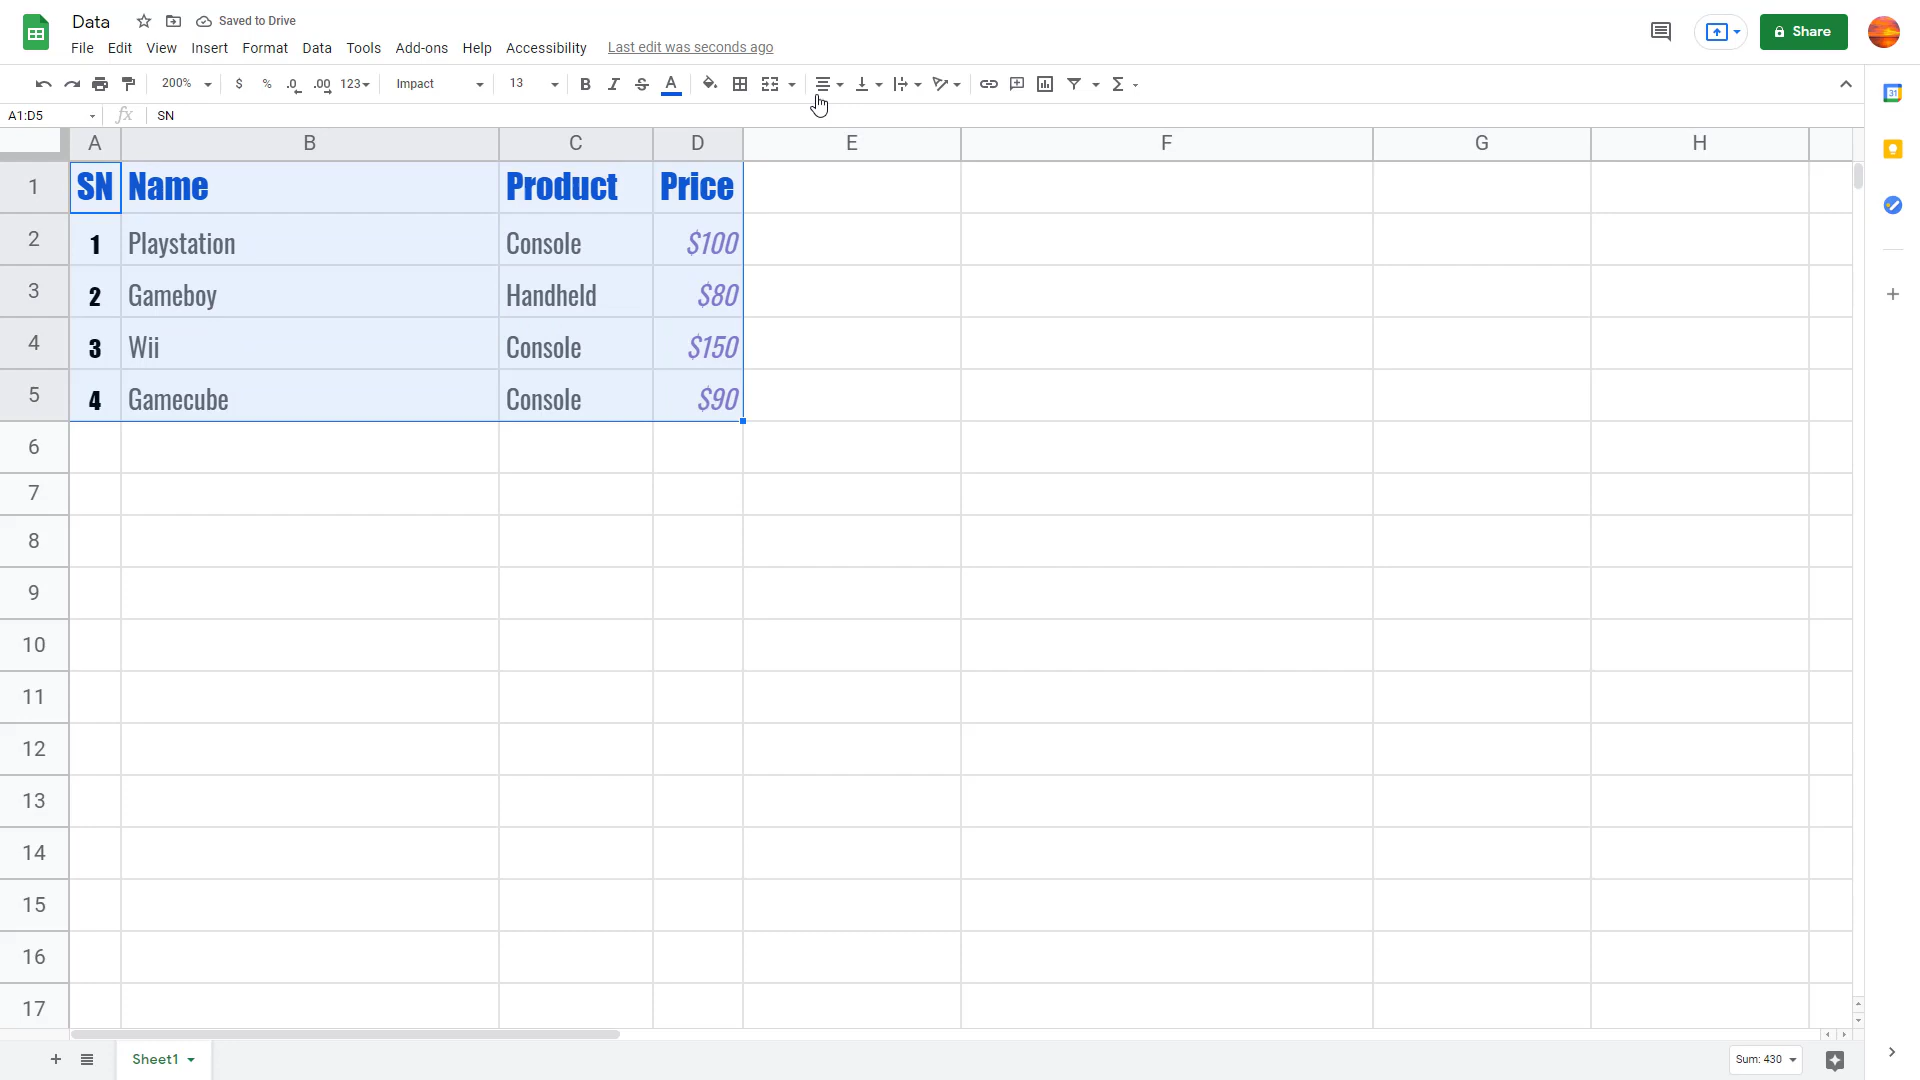 Data Saved to Drive
File Edit View Insert Format Data Tools Add-ons Help Accessibility Last edit was seconds ago
Share
200% $ % .0 .00 123 Impact 13 B I S A Σ
31
A1:D5 fx SN
A B C D E F G H
1 SN Name Product Price
2 1 Playstation Console $100
3 2 Gameboy Handheld $80
4 3 Wii Console $150
5 4 Gamecube Console $90
6
7
8
9
10
11
12
13
14
15
16
17
Sheet1 Sum: 430